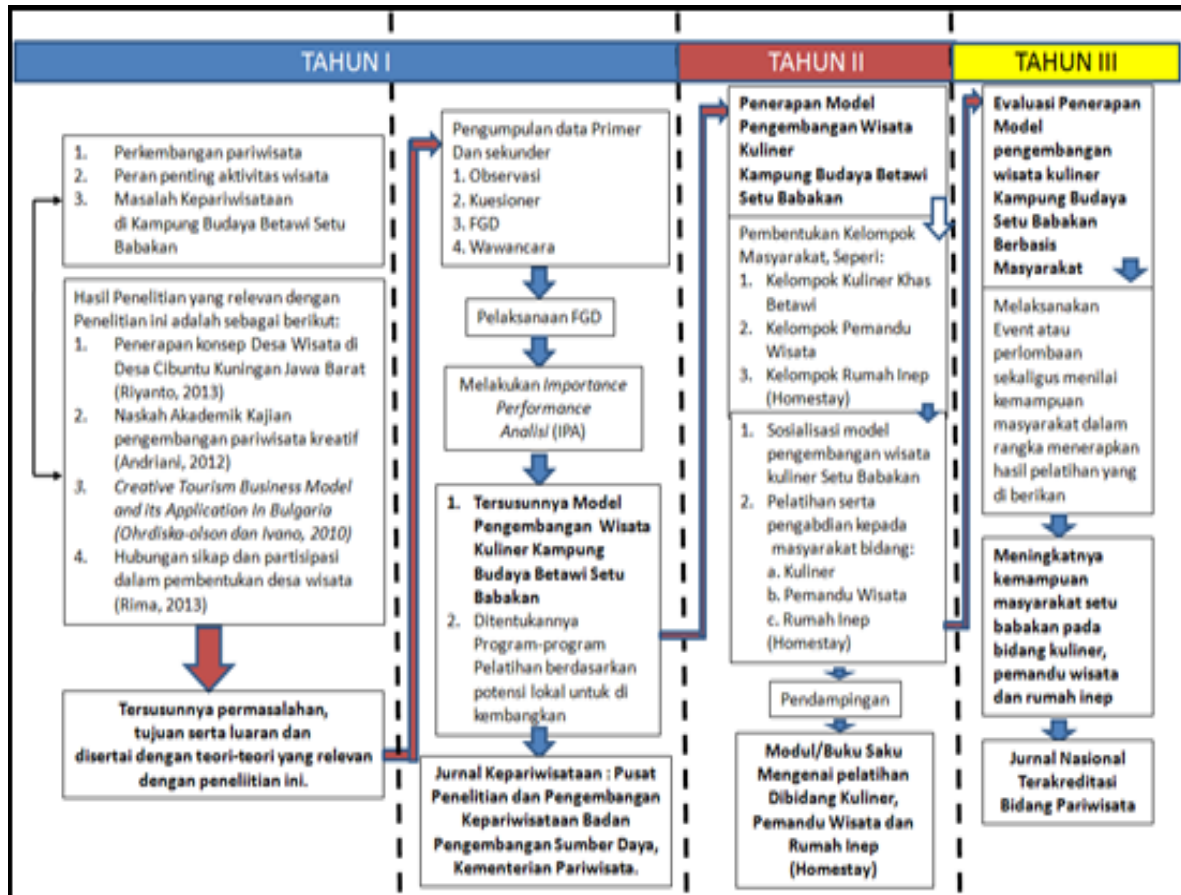 TAHUN I
TAHUN II
TAHUN III
1. Perkembangan pariwisata
2. Peran penting aktivitas wisata
3. Masalah Kepariwisataan
di Kampung Budaya Betawi Setu
Babakan
Hasil Penelitian yang relevan dengan
Penelitian ini adalah sebagai berikut:
1. Penerapan konsep Desa Wisata di
Desa Cibuntu Kuningan Jawa Barat
(Riyanto, 2013)
2. Naskah Akademik Kajian
pengembangan pariwisata kreatif
(Andriani, 2012)
3. Creative Tourism Business Model
and its Application In Bulgaria
(Ohrdiska-olson dan Ivano, 2010)
4. Hubungan sikap dan partisipasi
dalam pembentukan desa wisata
(Rima, 2013)
Tersusunnya permasalahan,
tujuan serta luaran dan
disertai dengan teori-teori yang relevan
dengan peneliitian ini.
Pengumpulan data Primer
Dan sekunder
1. Observasi
2. Kuesioner
3. FGD
4. Wawancara
Pelaksanaan FGD
Melakukan Importance
Performance
Analisi (IPA)
1. Tersusunnya Model
Pengembangan Wisata
Kuliner Kampung
Budaya Betawi Setu
Babakan
2. Ditentukannya
Program-program
Pelatihan berdasarkan
potensi lokal untuk di
kembangkan
Jurnal Kepariwisataan : Pusat
Penelitian dan Pengembangan
Kepariwisataan Badan
Pengembangan Sumber Daya,
Kementerian Pariwisata.
Penerapan Model
Pengembangan Wisata
Kuliner
Kampung Budaya Betawi
Setu Babakan
Pembentukan Kelompok
Masyarakat, Seperi:
1. Kelompok Kuliner Khas
Betawi
2. Kelompok Pemandu
Wisata
3. Kelompok Rumah Inep
(Homestay)
1. Sosialisasi model
pengembangan wisata
kuliner Setu Babakan
2. Pelatihan serta
pengabdian kepada
masyarakat bidang:
a. Kuliner
b. Pemandu Wisata
c. Rumah Inep
(Homestay)
Pendampingan
Modul/Buku Saku
Mengenai pelatihan
Dibidang Kuliner,
Pemandu Wisata dan
Rumah Inep
(Homestay)
Evaluasi Penerapan
Model
pengembangan
wisata kuliner
Kampung Budaya
Setu Babakan
Berbasis
Masyarakat
Melaksanakan
Event atau
perlombaan
sekaligus menilai
kemampuan
masyarakat dalam
rangka menerapkan
hasil pelatihan yang
di berikan
Meningkatnya
kemampuan
masyarakat setu
babakan pada
bidang kuliner,
pemandu wisata
dan rumah inep
Jurnal Nasional
Terakreditasi
Bidang Pariwisata